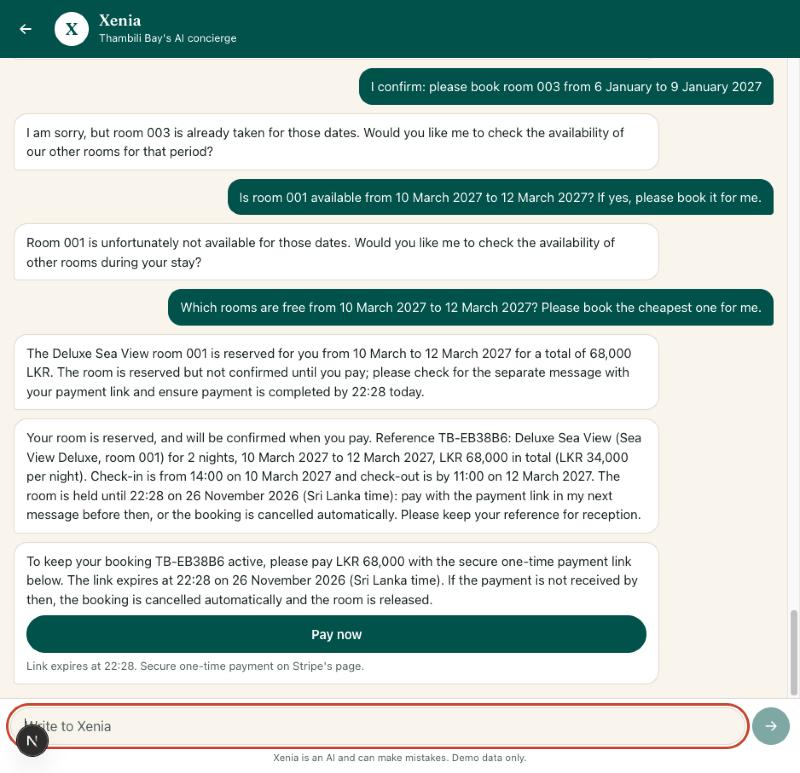 X
Xenia
Thambili Bay's AI concierge
I confirm: please book room 003 from 6 January to 9 January 2027
I am sorry, but room 003 is already taken for those dates. Would you like me to check the availability of
our other rooms for that period?
Is room 001 available from 10 March 2027 to 12 March 2027? If yes, please book it for me.
Room 001 is unfortunately not available for those dates. Would you like me to check the availability of
other rooms during your stay?
Which rooms are free from 10 March 2027 to 12 March 2027? Please book the cheapest one for me.
The Deluxe Sea View room 001 is reserved for you from 10 March to 12 March 2027 for a total of 68,000
LKR. The room is reserved but not confirmed until you pay; please check for the separate message with
your payment link and ensure payment is completed by 22:28 today.
Your room is reserved, and will be confirmed when you pay. Reference TB-EB38B6: Deluxe Sea View (Sea
View Deluxe, room 001) for 2 nights, 10 March 2027 to 12 March 2027, LKR 68,000 in total (LKR 34,000
per night). Check-in is from 14:00 on 10 March 2027 and check-out is by 11:00 on 12 March 2027. The
room is held until 22:28 on 26 November 2026 (Sri Lanka time): pay with the payment link in my next
message before then, or the booking is cancelled automatically. Please keep your reference for reception.
To keep your booking TB-EB38B6 active, please pay LKR 68,000 with the secure one-time payment link
below. The link expires at 22:28 on 26 November 2026 (Sri Lanka time). If the payment is not received by
then, the booking is cancelled automatically and the room is released.
Pay now
Link expires at 22:28. Secure one-time payment on Stripe's page.
Write to Xenia
N
Xenia is an AI and can make mistakes. Demo data only.